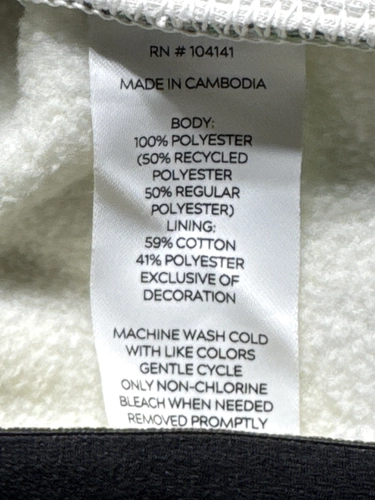 RN # 104141
MADE IN CAMBODIA
BODY:
100% POLYESTER
(50% RECYCLED
POLYESTER
50% REGULAR
POLYESTER)
LINING:
59% COTTON
41% POLYESTER
EXCLUSIVE OF
DECORATION
MACHINE WASH COLD
WITH LIKE COLORS
GENTLE CYCLE
ONLY NON-CHLORINE
BLEACH WHEN NEEDED
REMOVED PROMPTLY